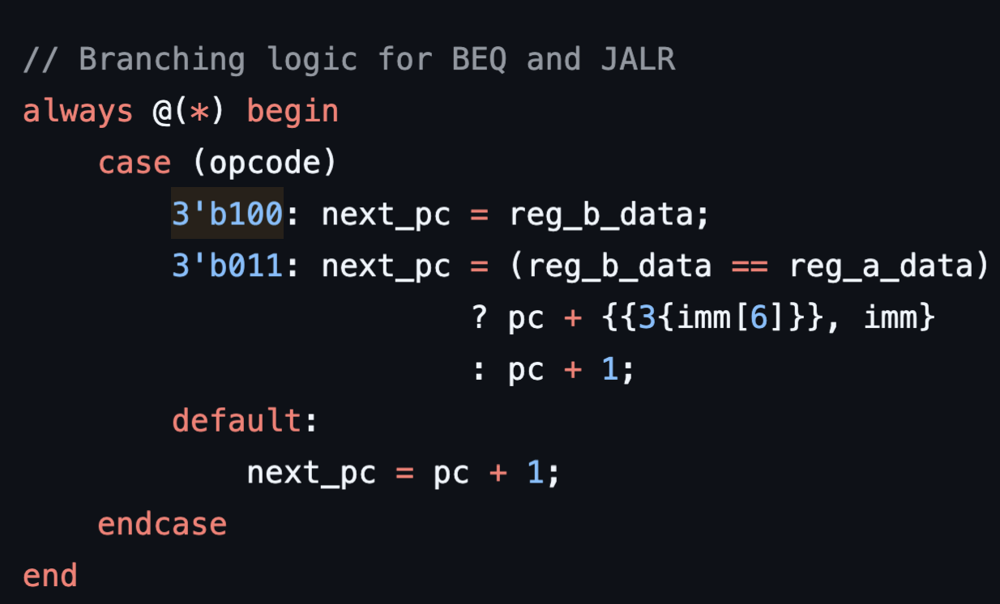 // Branching logic for BEQ and JALR
always @(*) begin
    case (opcode)
        3'b100: next_pc = reg_b_data;
        3'b011: next_pc = (reg_b_data == reg_a_data)
                        ? pc + {{3{imm[6]}}, imm}
                        : pc + 1;
        default:
            next_pc = pc + 1;
    endcase
end